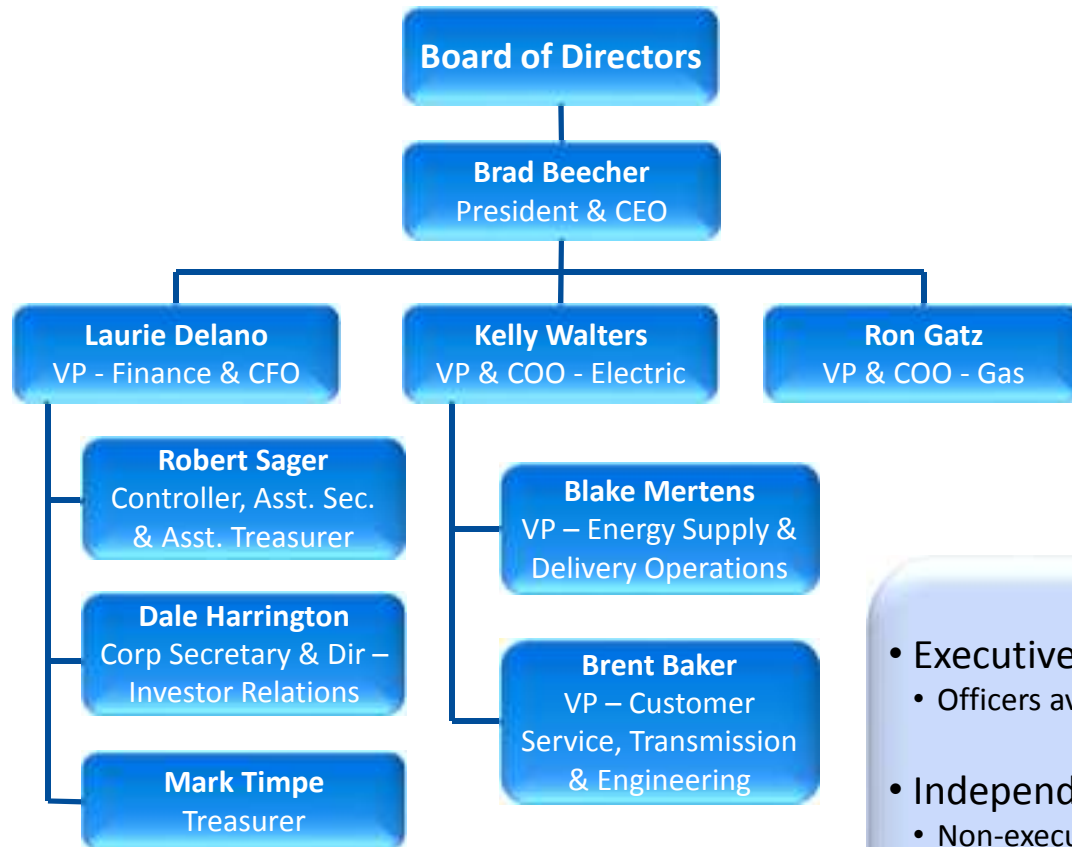 Board of Directors
Brad Beecher
President & CEO
Laurie Delano
VP - Finance & CFO
Kelly Walters
VP & COO - Electric
Ron Gatz
VP & COO - Gas
Robert Sager
Controller, Asst. Sec.
& Asst. Treasurer
Dale Harrington
Corp Secretary & Dir –
Investor Relations
Mark Timpe
Treasurer
Blake Mertens
VP – Energy Supply &
Delivery Operations
Brent Baker
VP – Customer
Service, Transmission
& Engineering
• Executive
• Officers
•
•